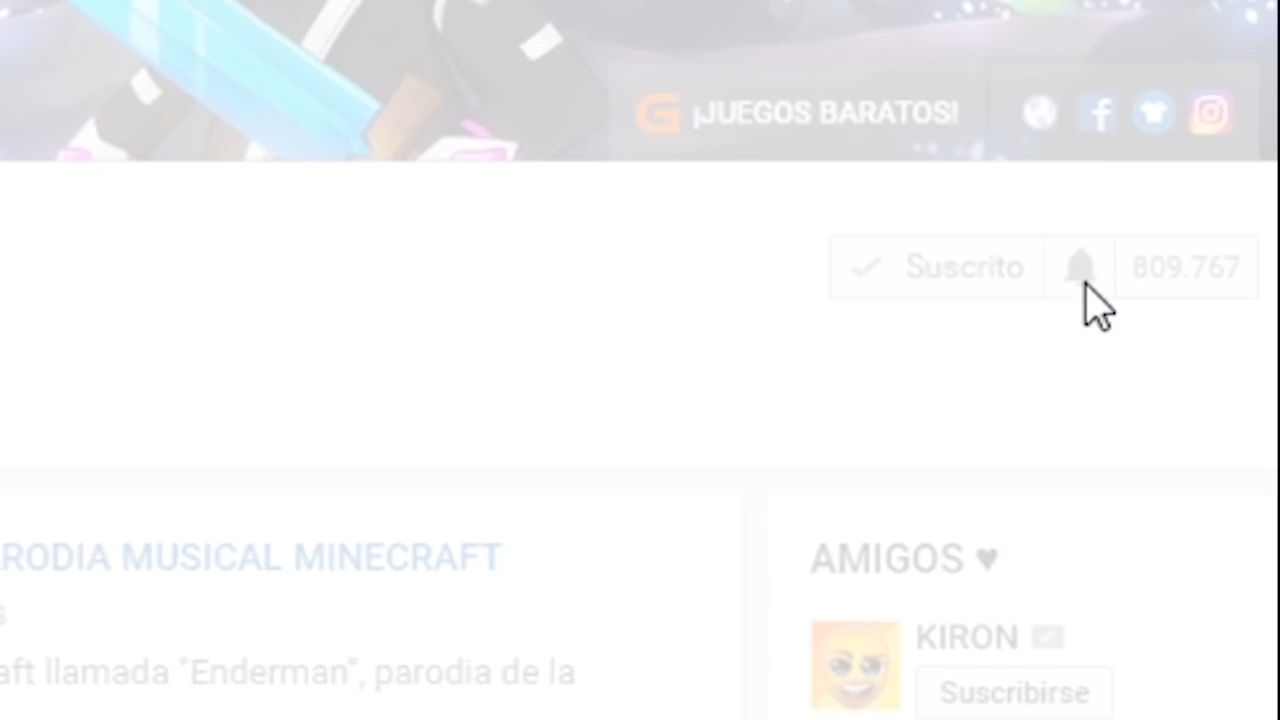 ¡JUEGOS BARATOS!
Suscrito
809.767
RODIA MUSICAL MINECRAFT
s
aft llamada "Enderman", parodia de la
AMIGOS ♥
KIRON
Suscribirse